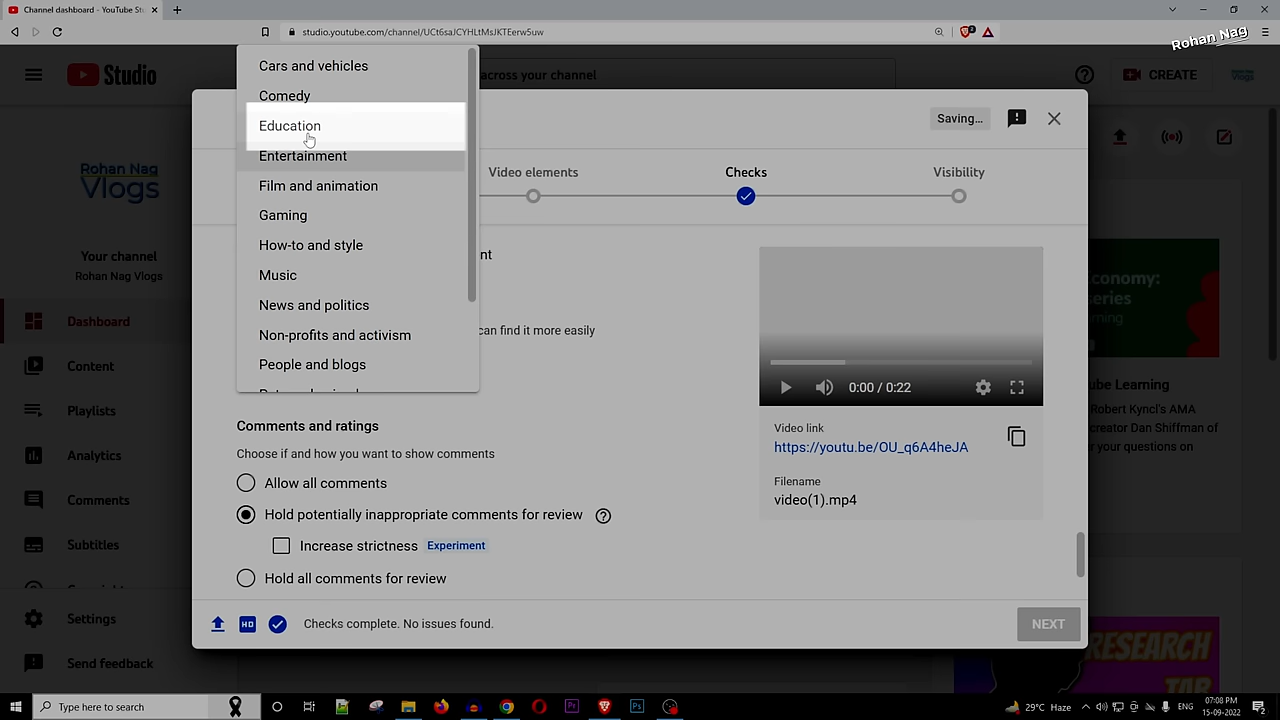 Channel dashboard - YouTube St
studio.youtube.com/channel/UCt6saJCYHLtMsJKTEerw5uw
Rohan Nag
Studio
across your channel
CREATE
Cars and vehicles
Comedy
Education
Entertainment
Film and animation
Gaming
How-to and style
Music
News and politics
Non-profits and activism
People and blogs
Saving...
Video elements
Checks
Visibility
Rohan Nag
Vlogs
Your channel
Rohan Nag Vlogs
Dashboard
Content
Playlists
Analytics
Comments
Subtitles
Settings
Send feedback
nt
can find it more easily
0:00 / 0:22
Video link
https://youtu.be/OU_q6A4heJA
Filename
video(1).mp4
Comments and ratings
Choose if and how you want to show comments
Allow all comments
Hold potentially inappropriate comments for review
Increase strictness Experiment
Hold all comments for review
HD
Checks complete. No issues found.
NEXT
conomy:
eries
ming
ube Learning
Robert Kyncl's AMA
creator Dan Shiffman of
er your questions on
RESEARCH
TAB
Type here to search
29°C Haze
ENG
07:08 PM
15-09-2022